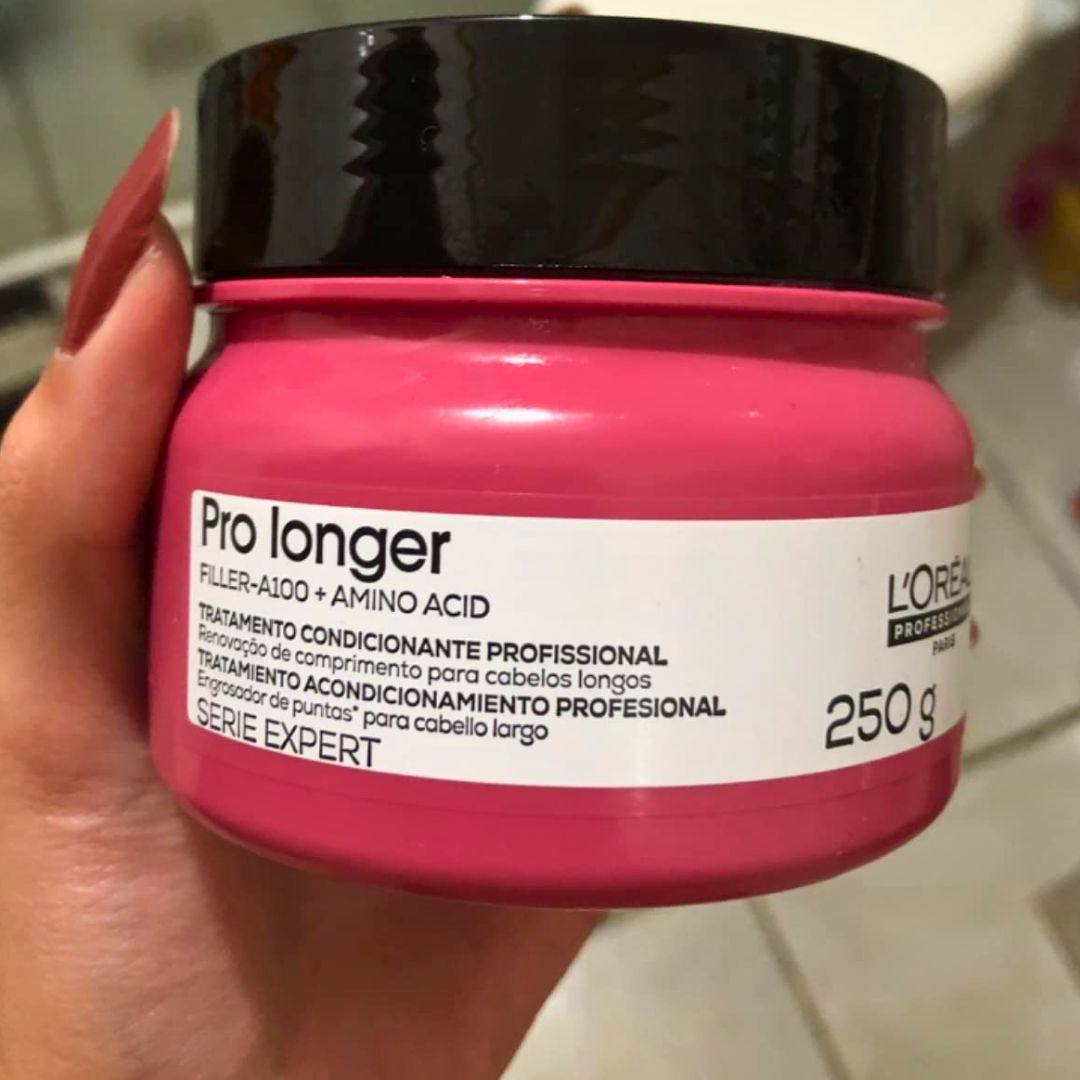 Pro longer
FILLER-A100 + AMINO ACID
TRATAMENTO CONDICIONANTE PROFISSIONAL
Renovação de comprimento para cabelos longos
TRATAMIENTO ACONDICIONAMIENTO PROFESIONAL
Engrosador de puntas* para cabello largo
SERIE EXPERT
PARIS
250 g